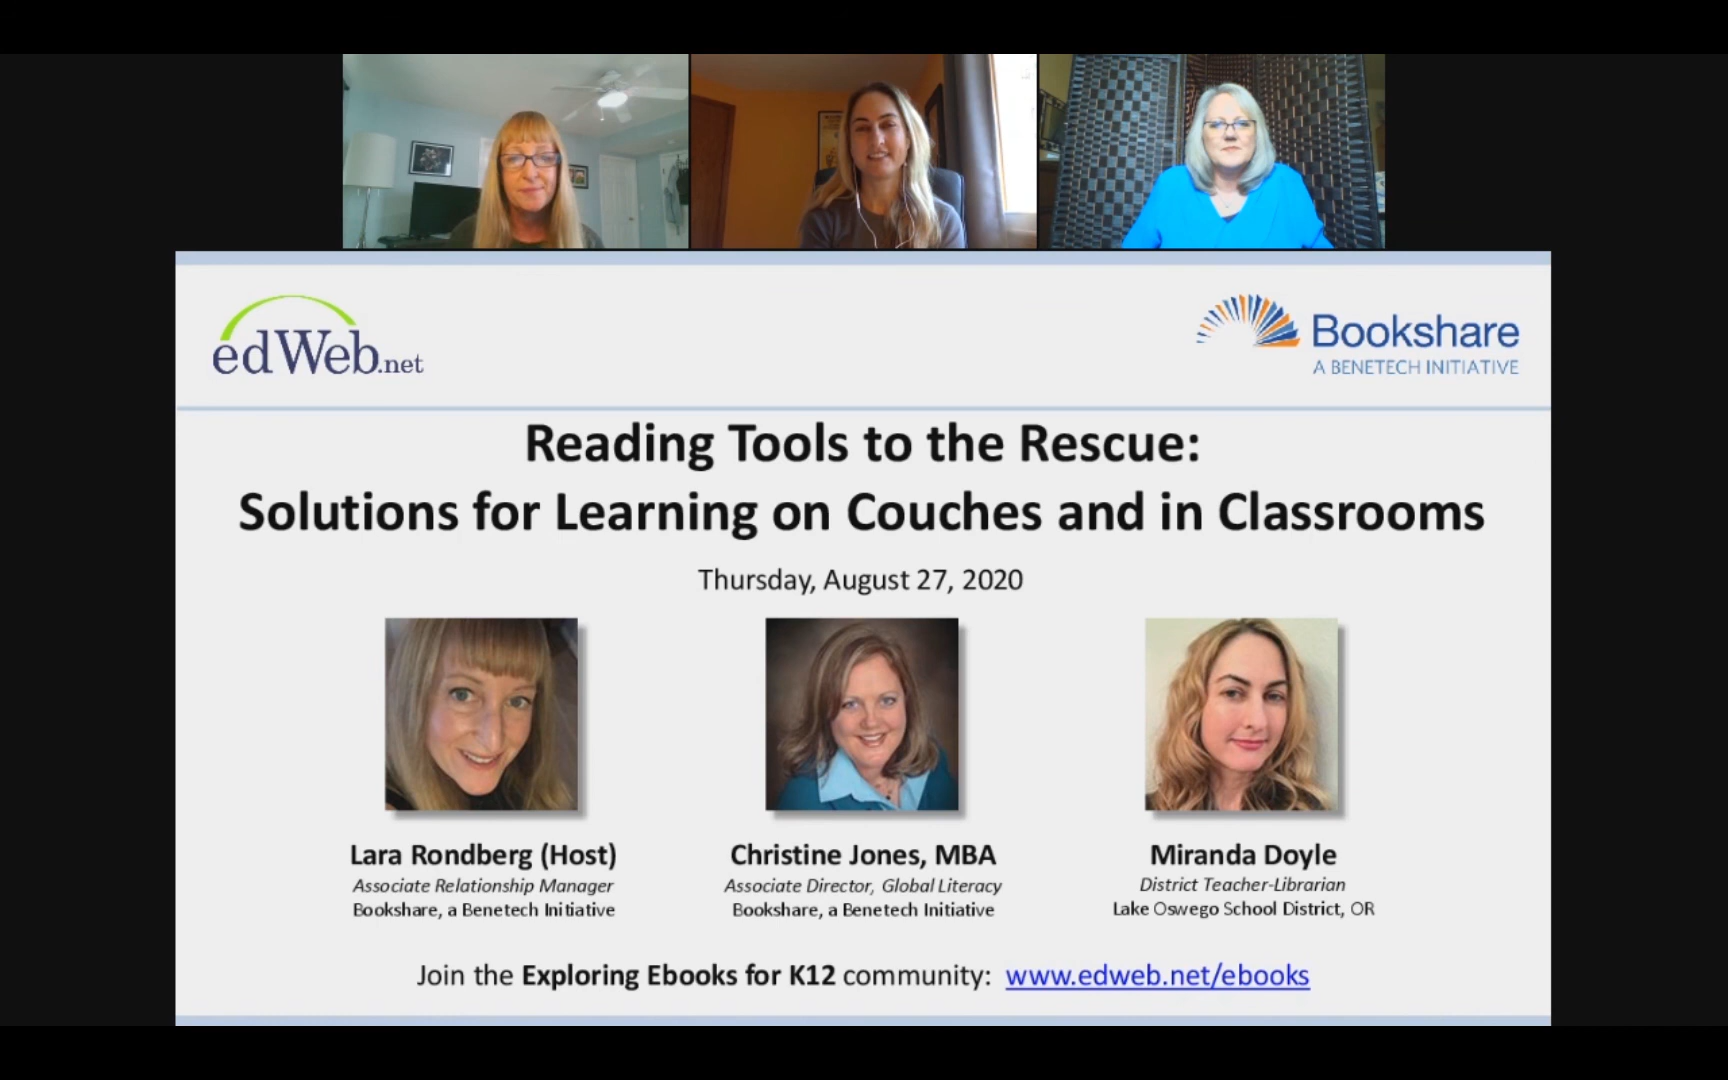 edWeb.net
Bookshare
A BENETECH INITIATIVE
Reading Tools to the Rescue:
Solutions for Learning on Couches and in Classrooms
Thursday, August 27, 2020
Lara Rondberg (Host)
Associate Relationship Manager
Bookshare, a Benetech Initiative
Christine Jones, MBA
Associate Director, Global Literacy
Bookshare, a Benetech Initiative
Miranda Doyle
District Teacher-Librarian
Lake Oswego School District, OR
Join the Exploring Ebooks for K12 community: www.edweb.net/ebooks